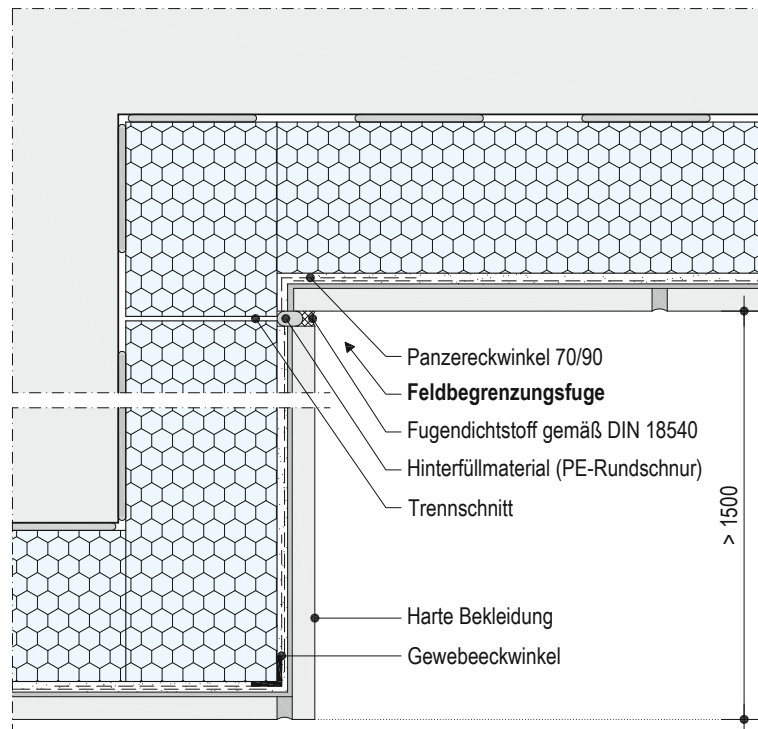 Panzereckwinkel 70/90
Feldbegrenzungsfuge
Fugendichtstoff gemäß DIN 18540
Hinterfüllmaterial (PE-Rundschnur)
Trennschnitt
> 1500
Harte Bekleidung
Gewebeeckwinkel